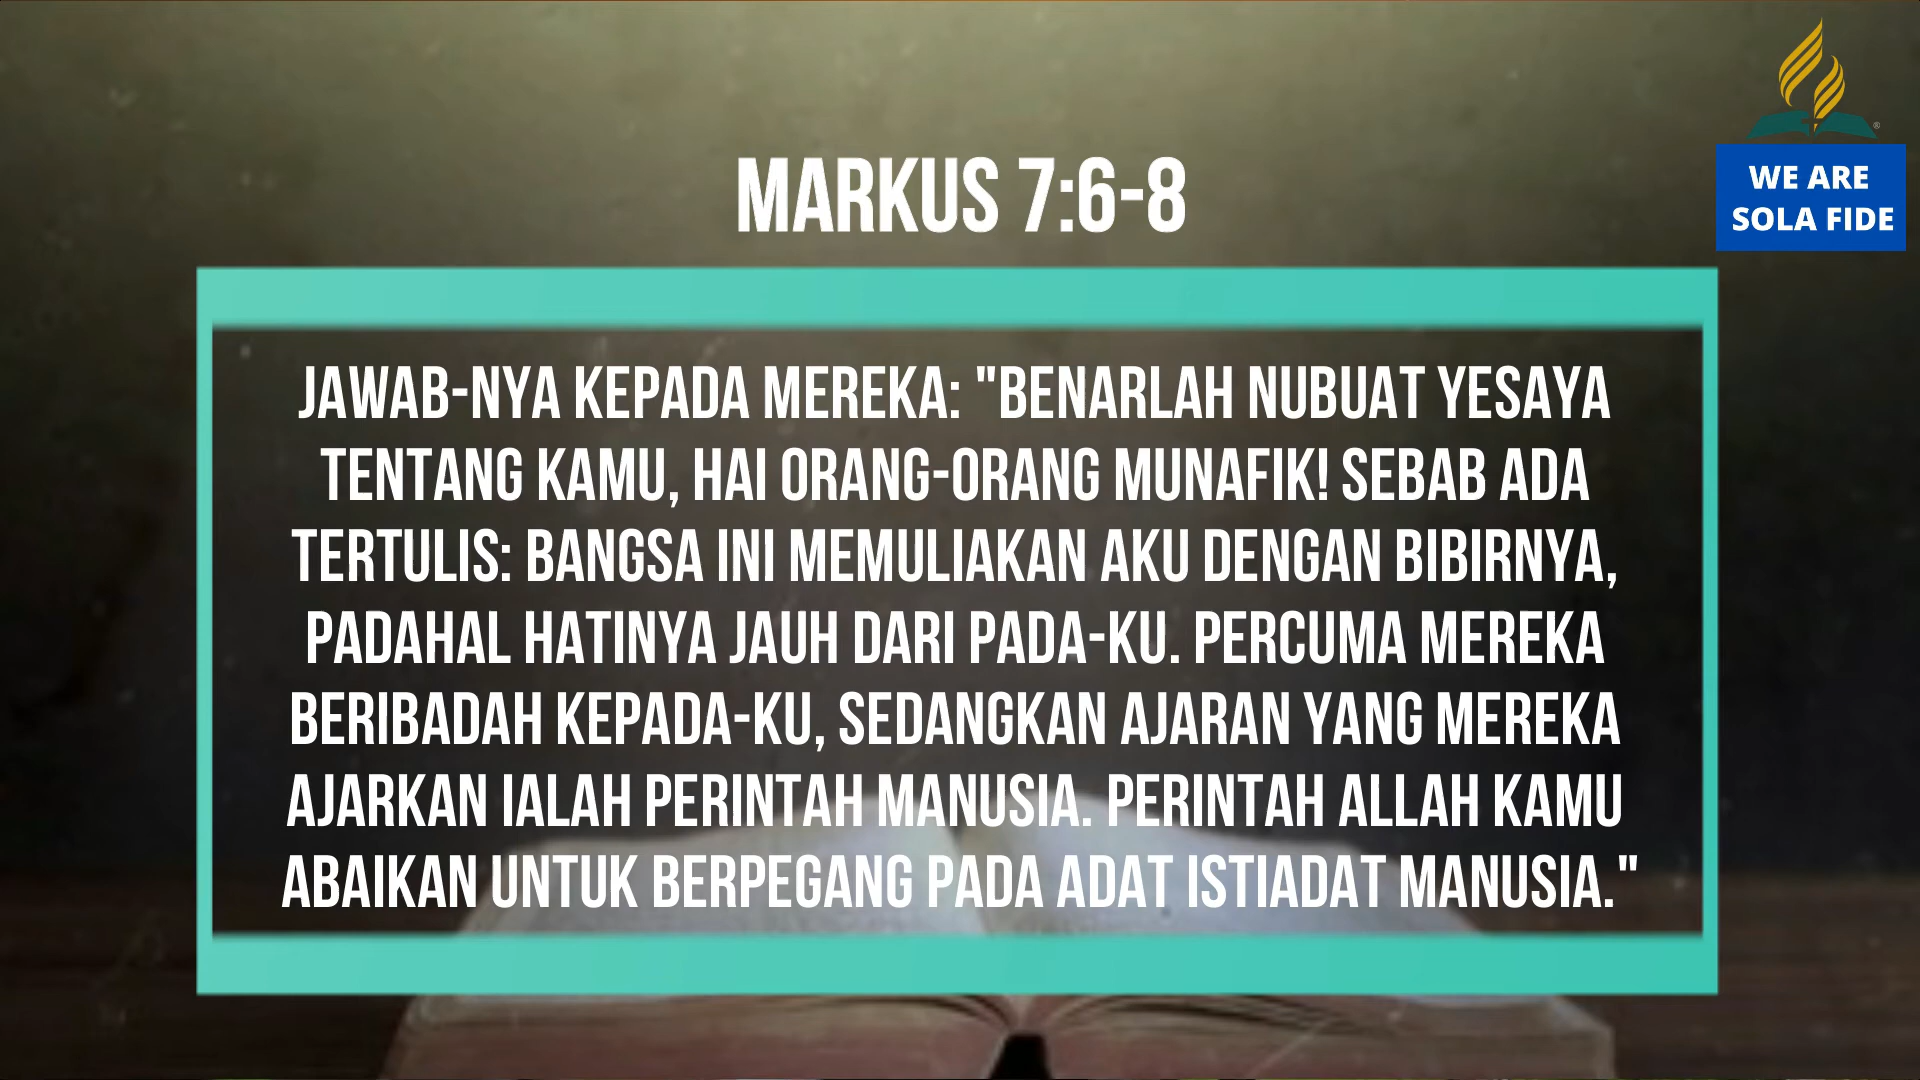 WE ARE
SOLA FIDE
MARKUS 7:6-8
JAWAB-NYA KEPADA MEREKA: "BENARLAH NUBUAT YESAYA
TENTANG KAMU, HAI ORANG-ORANG MUNAFIK! SEBAB ADA
TERTULIS: BANGSA INI MEMULIAKAN AKU DENGAN BIBIRNYA,
PADAHAL HATINYA JAUH DARI PADA-KU. PERCUMA MEREKA
BERIBADAH KEPADA-KU, SEDANGKAN AJARAN YANG MEREKA
AJARKAN IALAH PERINTAH MANUSIA. PERINTAH ALLAH KAMU
ABAIKAN UNTUK BERPEGANG PADA ADAT ISTIADAT MANUSIA."